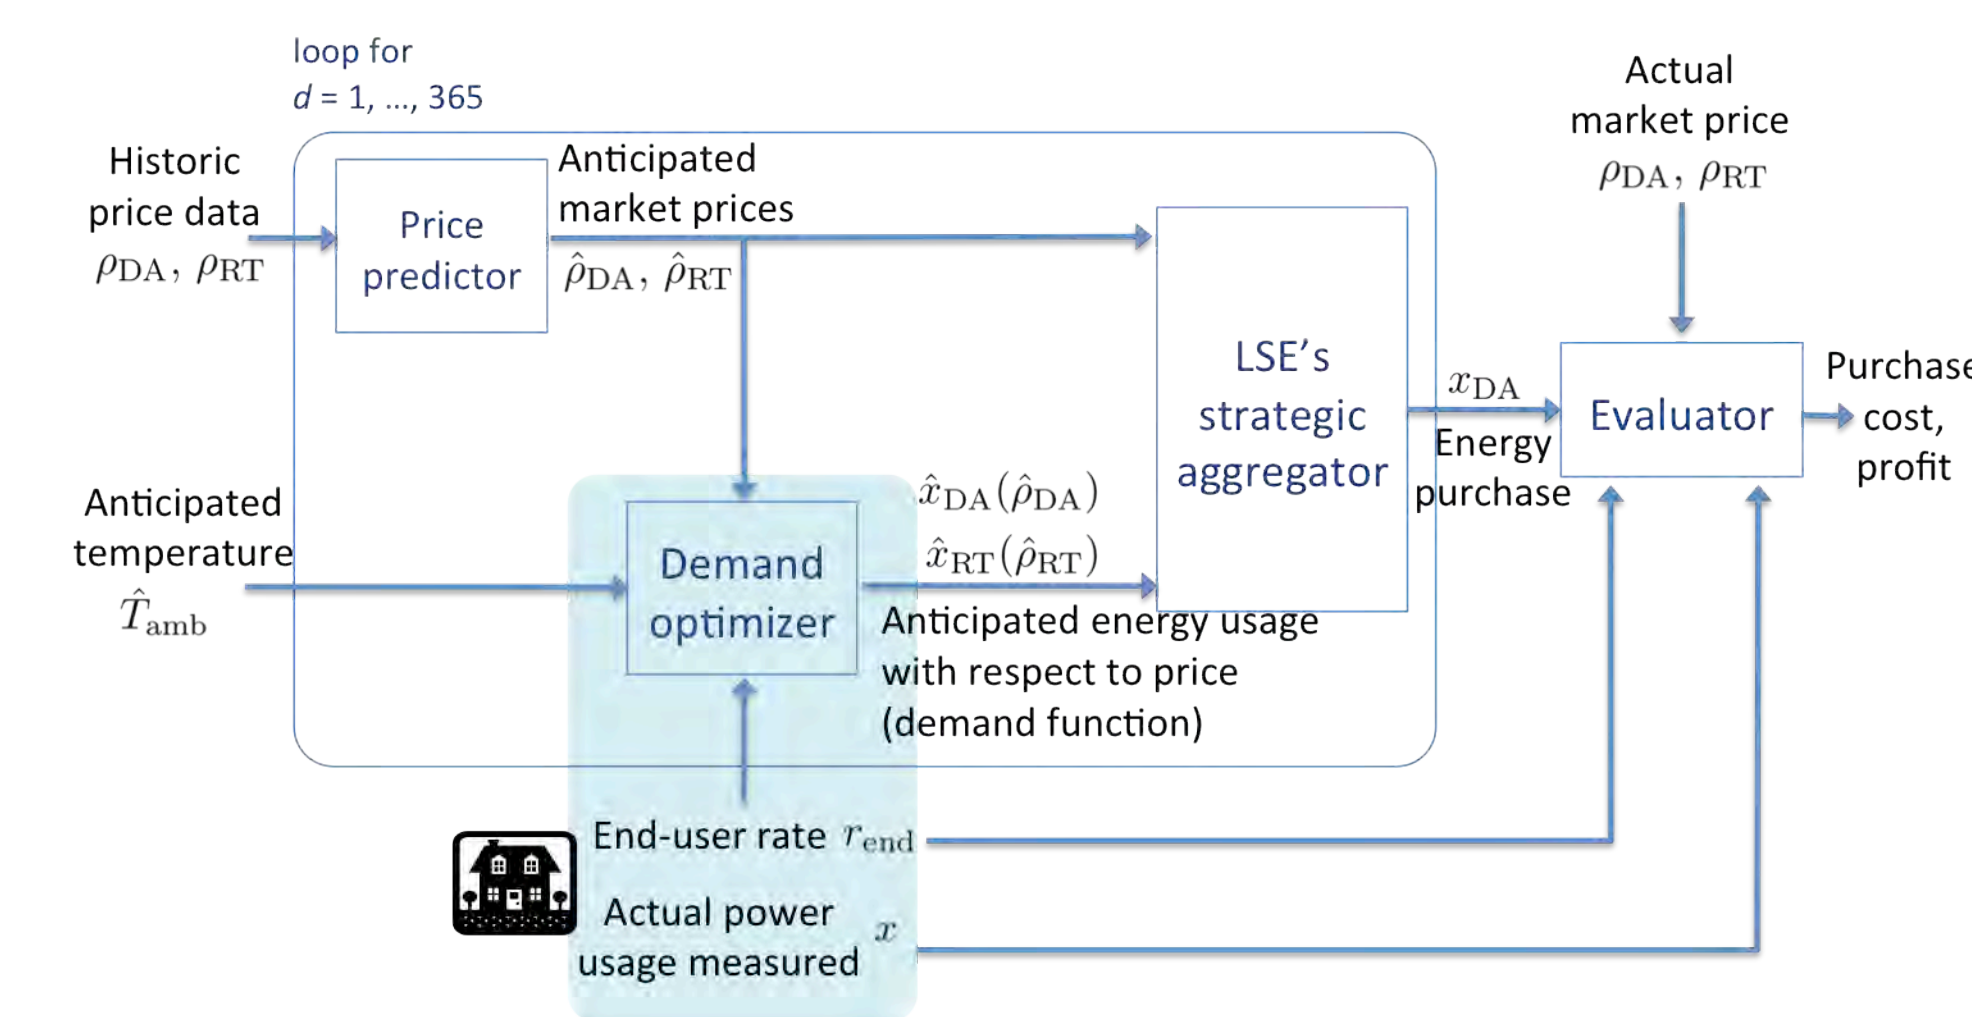 loop for
d = 1, ..., 365
Historic
price data
ρDA, ρRT
Price
predictor
Anticipated
market prices
ρ̂DA, ρ̂RT
Actual
market price
ρDA, ρRT
LSE’s
strategic
aggregator
xDA
Energy
purchase
Evaluator
Purchase
cost,
profit
Anticipated
temperature
T̂amb
Demand
optimizer
x̂DA(ρ̂DA)
x̂RT(ρ̂RT)
Anticipated energy usage
with respect to price
(demand function)
End-user rate rend
Actual power
usage measured x